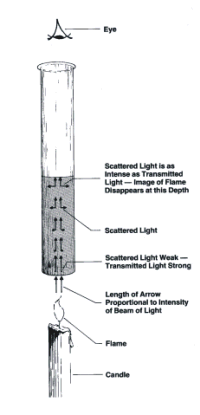 Eye
Scattered Light is as
Intense as Transmitted
Light — Image of Flame
Disappears at this Depth
Scattered Light
Scattered Light Weak —
Transmitted Light Strong
Length of Arrow
Proportional to Intensity
of Beam of Light
Flame
Candle